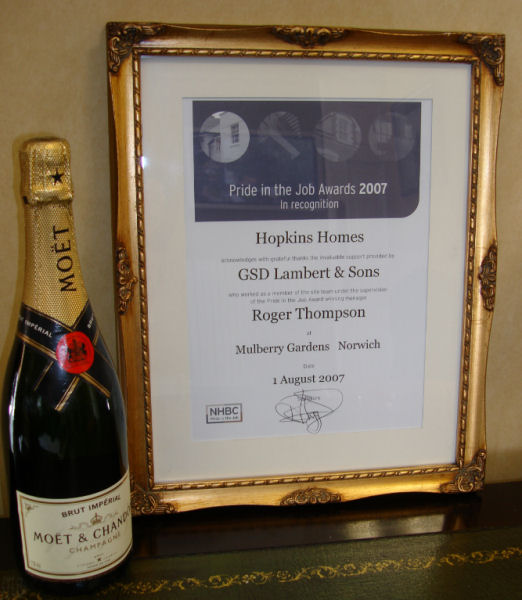 Pride in the Job Awards 2007
In recognition
Hopkins Homes
acknowledges with grateful thanks the invaluable support provided by
GSD Lambert & Sons
who worked as a member of the site team under the supervision
of the Pride in the Job Award winning manager
Roger Thompson
at
Mulberry Gardens Norwich
Date
1 August 2007
NHBC
MOËT
BRUT IMPÉRIAL
MOËT & CHANDO
CHAMPAGNE